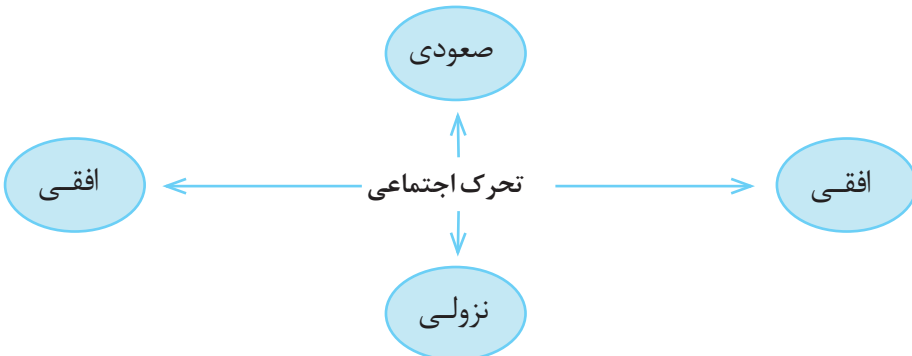 صعودی
افقی
تحرک اجتماعی
افقی
نزولی